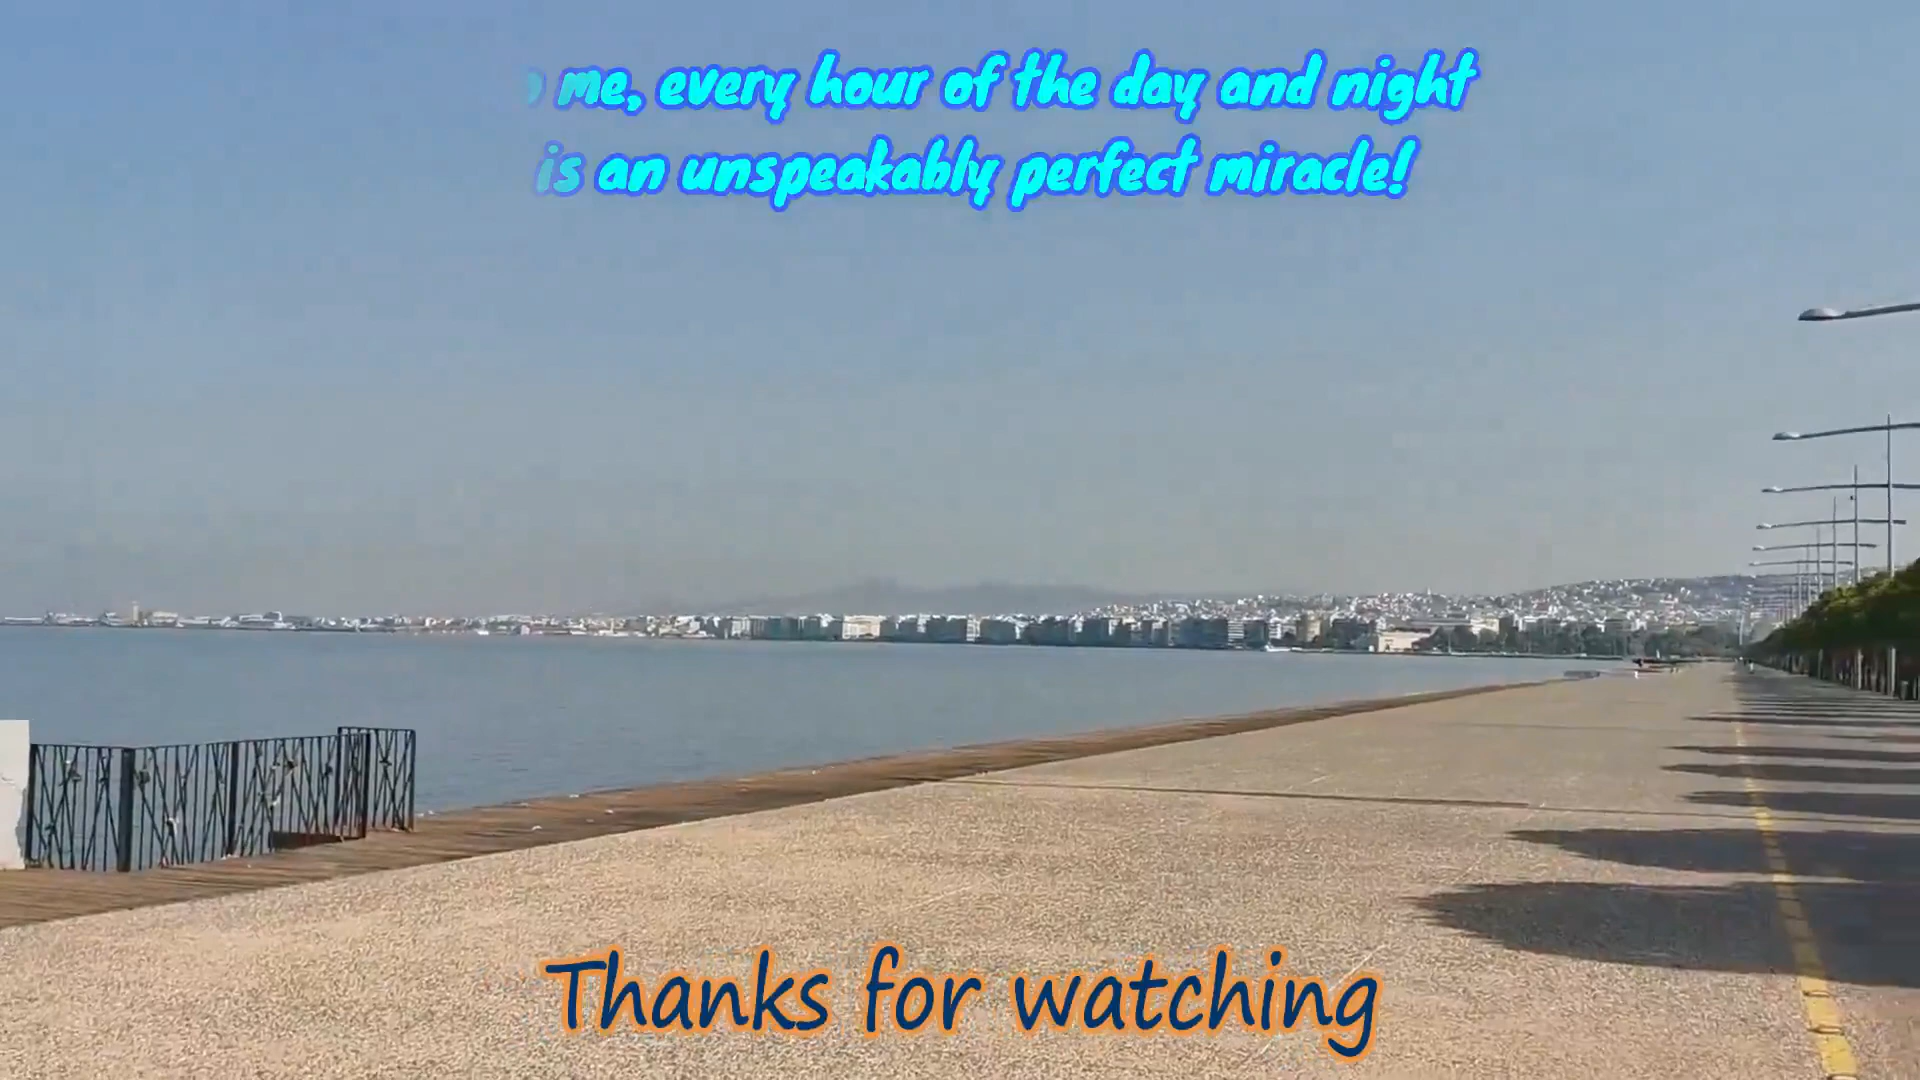 me, every hour of the day and night
is an unspeakably perfect miracle!
Thanks for watching